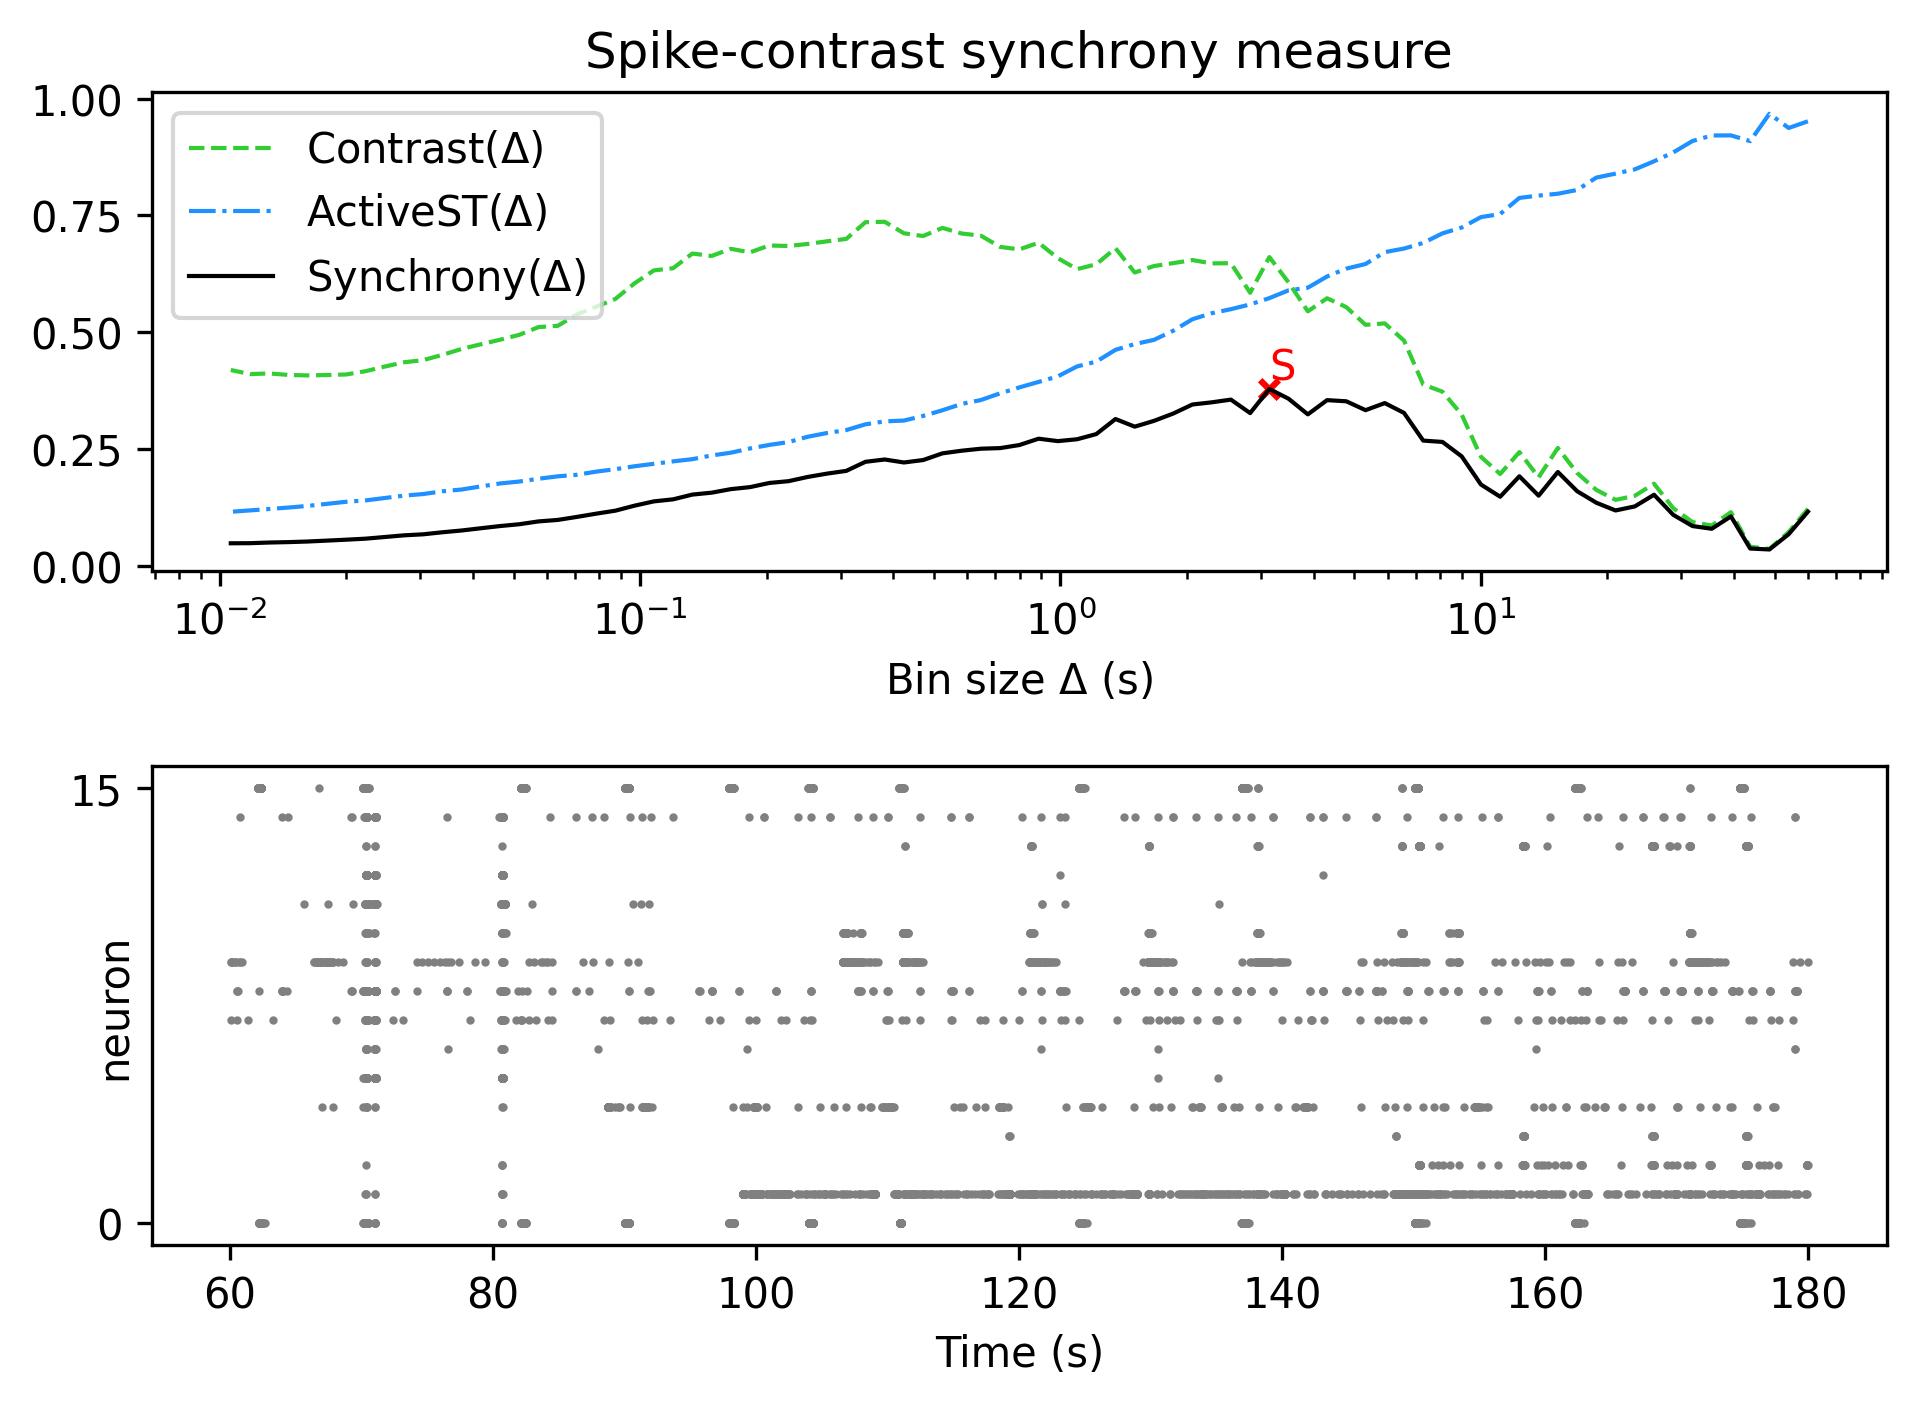 Spike-contrast synchrony measure
1.00
0.75
0.50
0.25
0.00
Contrast(Δ)
ActiveST(Δ)
Synchrony(Δ)
S
10⁻² 10⁻¹ 10⁰ 10¹
Bin size Δ (s)
15
0
neuron
60 80 100 120 140 160 180
Time (s)